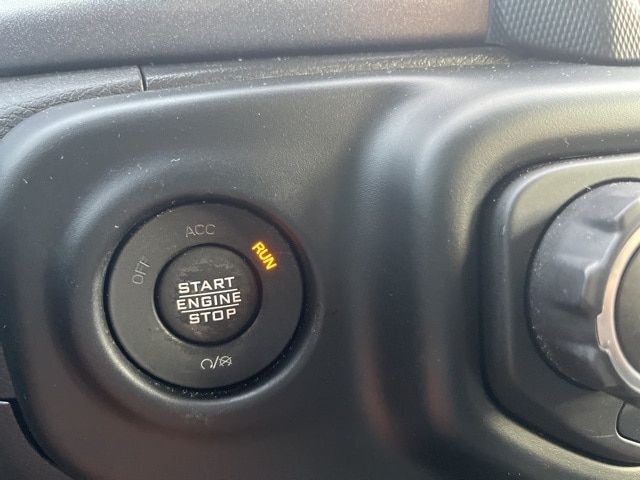 OFF
ACC
RUN
START
ENGINE
STOP